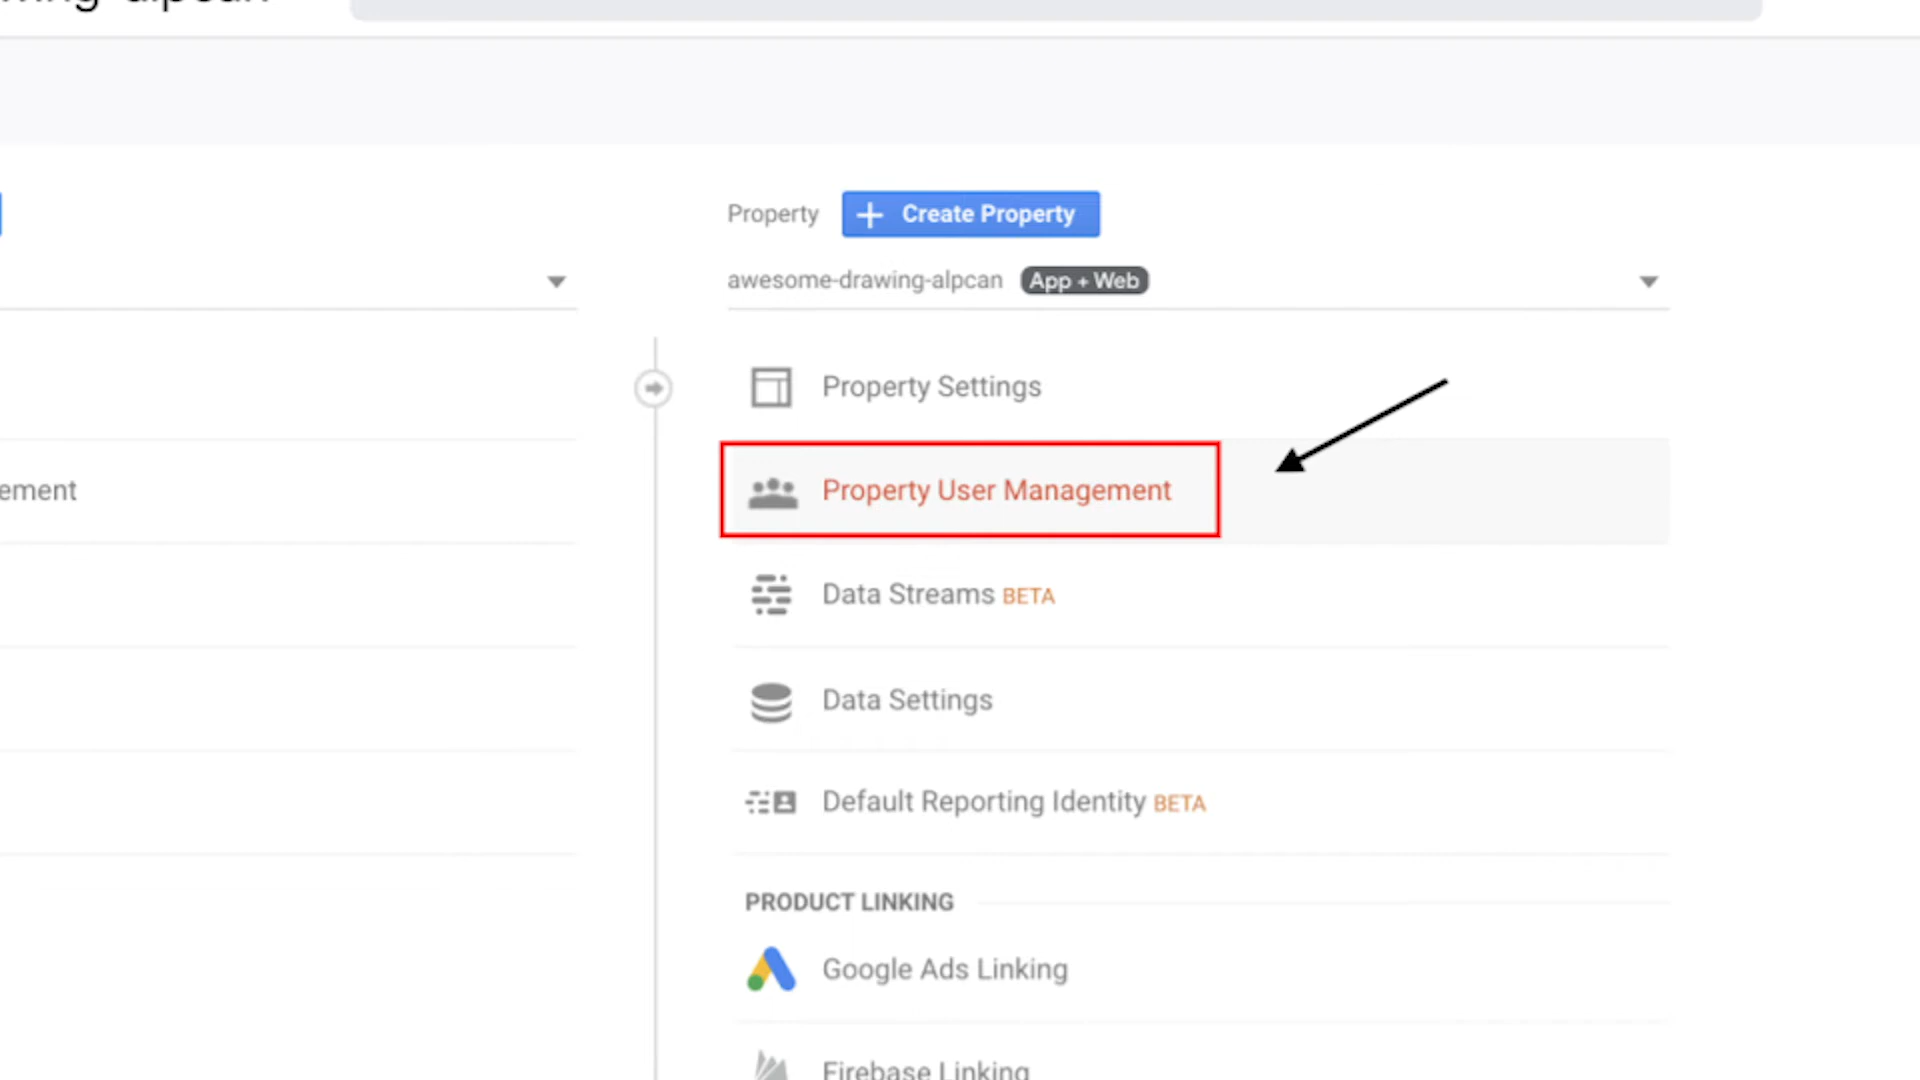 Property
Create Property
awesome-drawing-alpcan App + Web
Property Settings
ement
Property User Management
Data Streams BETA
Data Settings
Default Reporting Identity BETA
PRODUCT LINKING
Google Ads Linking
Firebase Linking